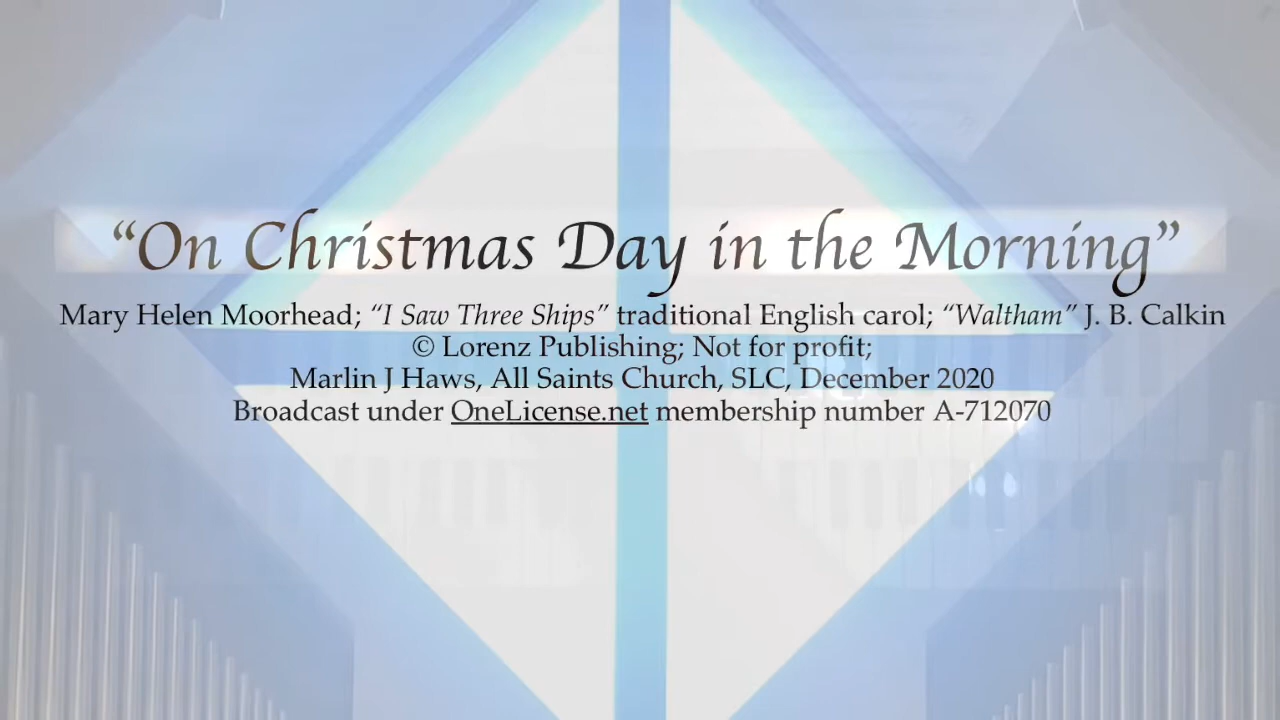 “On Christmas Day in the Morning”
Mary Helen Moorhead; “I Saw Three Ships” traditional English carol; “Waltham” J. B. Calkin
© Lorenz Publishing; Not for profit;
Marlin J Haws, All Saints Church, SLC, December 2020
Broadcast under OneLicense.net membership number A-712070